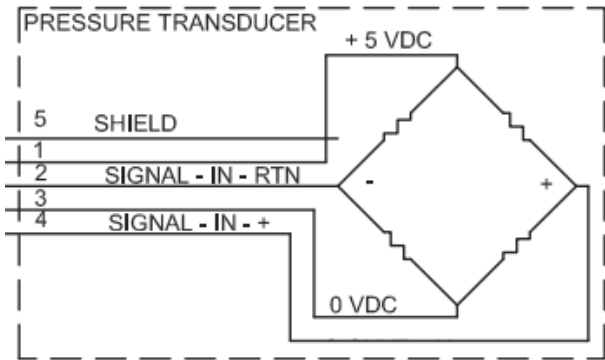 PRESSURE TRANSDUCER
+ 5 VDC
5 SHIELD
1
2 SIGNAL - IN - RTN
- +
3
4 SIGNAL - IN - +
0 VDC